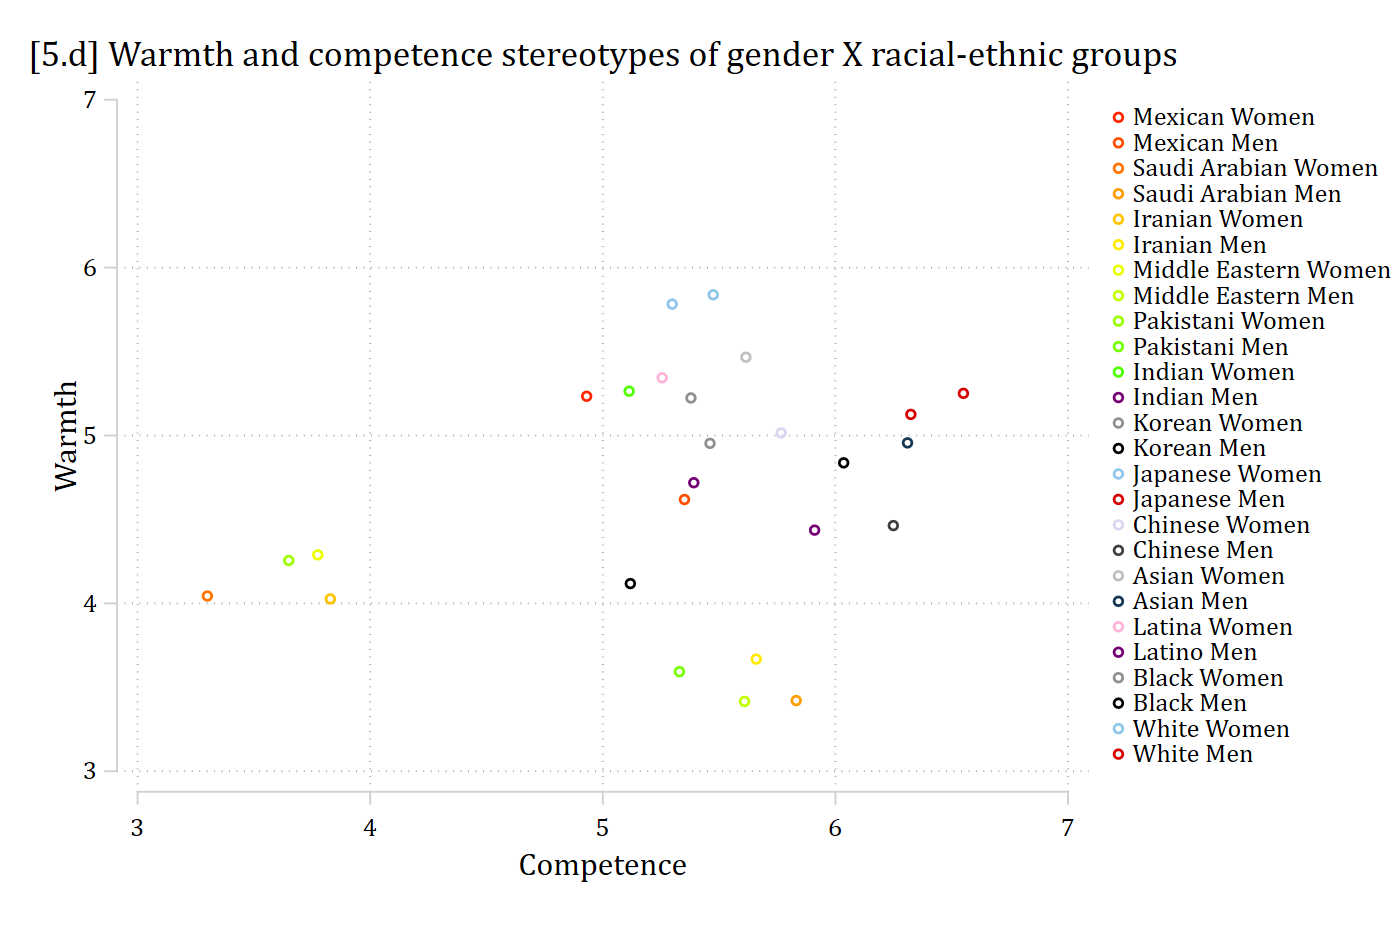 [5.d] Warmth and competence stereotypes of gender X racial-ethnic groups
7
6
5
4
3
Warmth
3 4 5 6 7
Competence
Mexican Women
Mexican Men
Saudi Arabian Women
Saudi Arabian Men
Iranian Women
Iranian Men
Middle Eastern Women
Middle Eastern Men
Pakistani Women
Pakistani Men
Indian Women
Indian Men
Korean Women
Korean Men
Japanese Women
Japanese Men
Chinese Women
Chinese Men
Asian Women
Asian Men
Latina Women
Latino Men
Black Women
Black Men
White Women
White Men